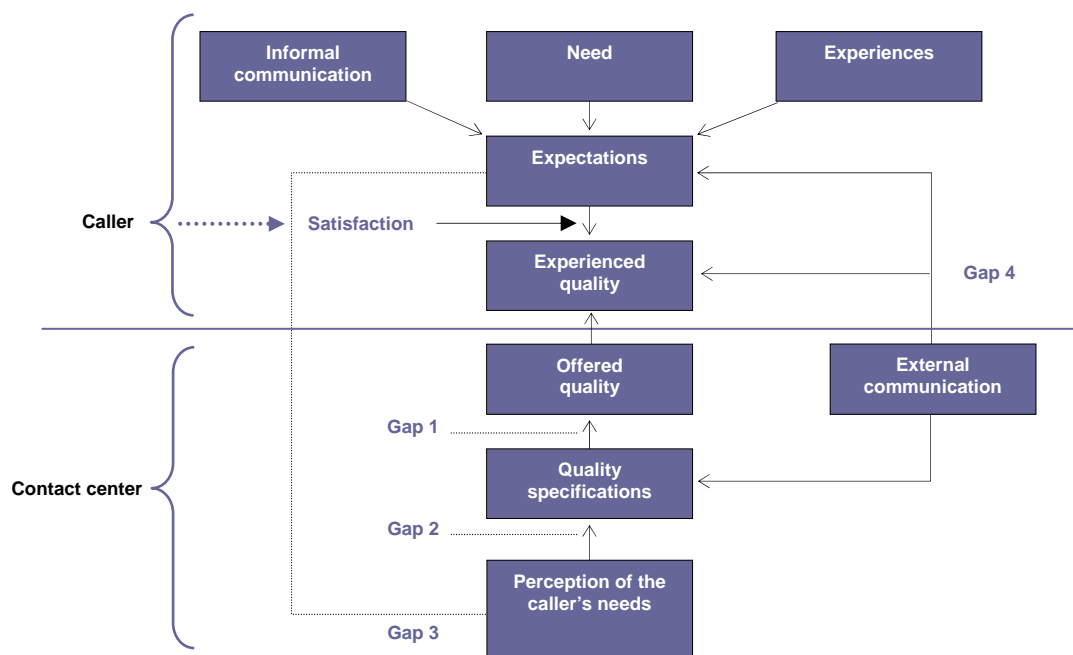 Informal
communication
Need
Experiences
Expectations
Caller
Satisfaction
Experienced
quality
Gap 4
Offered
quality
External
communication
Gap 1
Contact center
Quality
specifications
Gap 2
Perception of the
caller's needs
Gap 3